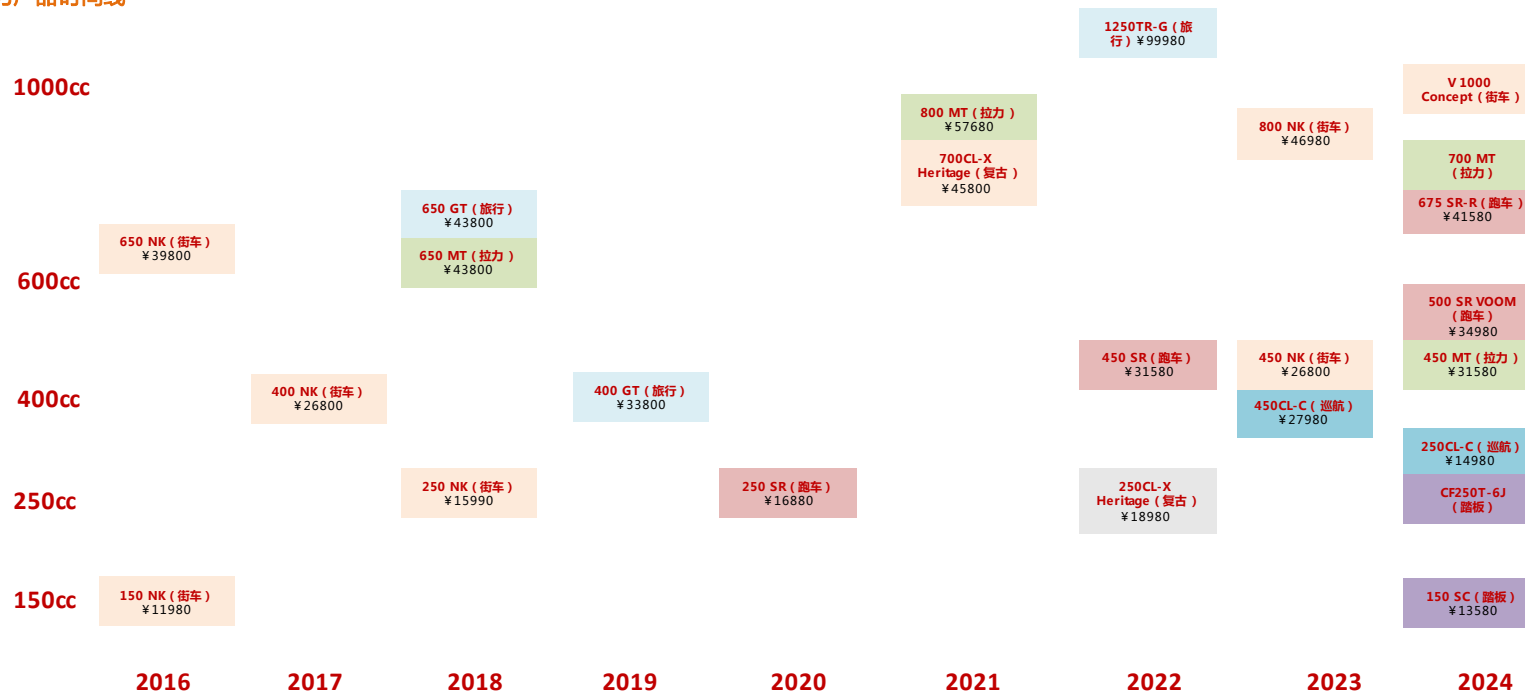 产品时间线
1250TR-G（旅
行）¥99980
1000cc
V 1000
Concept（街车）
800 MT（拉力）
¥57680
800 NK（街车）
¥46980
700CL-X
Heritage（复古）
¥45800
700 MT
（拉力）
650 GT（旅行）
¥43800
675 SR-R（跑车）
¥41580
650 NK（街车）
¥39800
650 MT（拉力）
¥43800
600cc
500 SR VOOM
（跑车）
¥34980
450 SR（跑车）
¥31580
450 NK（街车）
¥26800
450 MT（拉力）
¥31580
400cc
400 NK（街车）
¥26800
400 GT（旅行）
¥33800
450CL-C（巡航）
¥27980
250CL-C（巡航）
¥14980
250cc
250 NK（街车）
¥15990
250 SR（跑车）
¥16880
250CL-X
Heritage（复古）
¥18980
CF250T-6J
（踏板）
150cc
150 NK（街车）
¥11980
150 SC（踏板）
¥13580
2016
2017
2018
2019
2020
2021
2022
2023
2024